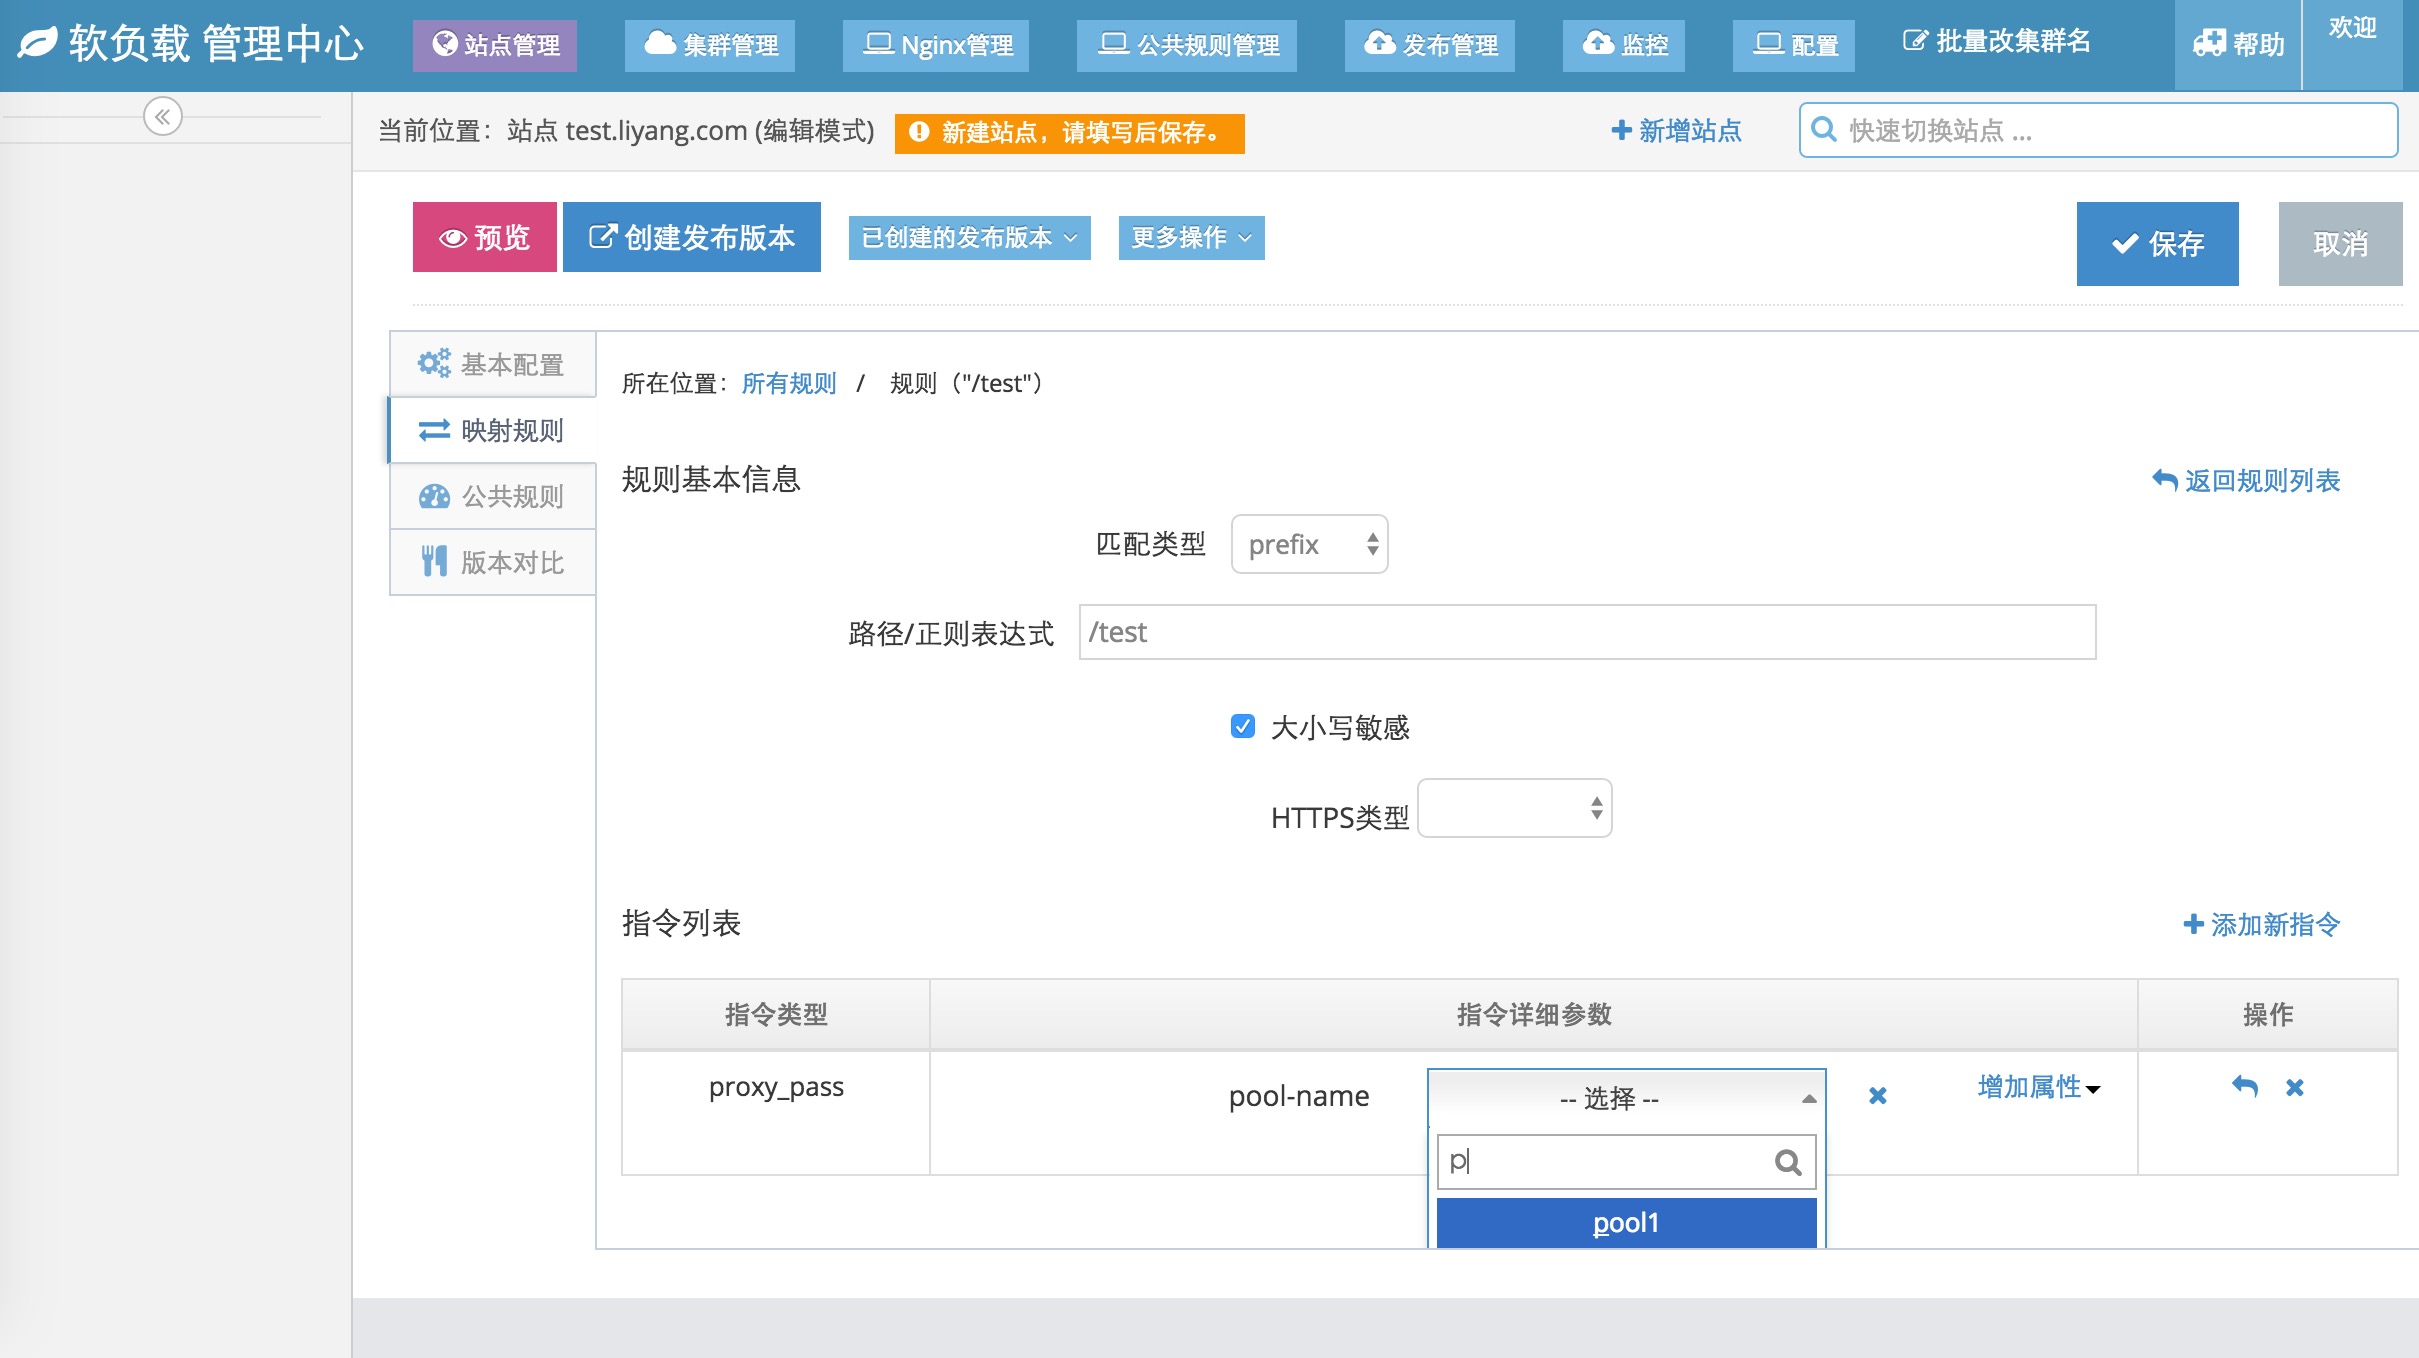 软负载 管理中心
站点管理
集群管理
Nginx管理
公共规则管理
发布管理
监控
配置
批量改集群名
帮助
欢迎
当前位置：站点 test.liyang.com (编辑模式)
新建站点，请填写后保存。
新增站点
快速切换站点 ...
预览
创建发布版本
已创建的发布版本
更多操作
保存
取消
基本配置
映射规则
公共规则
版本对比
所在位置：所有规则 / 规则（"/test"）
规则基本信息
返回规则列表
匹配类型 prefix
路径/正则表达式 /test
大小写敏感
HTTPS类型
指令列表
添加新指令
指令类型 指令详细参数 操作
proxy_pass pool-name -- 选择 -- 增加属性
p
pool1